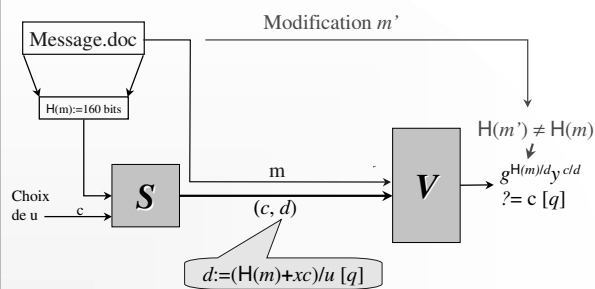 Modification m'
Message.doc
H(m):=160 bits
H(m') ≠ H(m)
g^{H(m)/d}y^{c/d}
?= c [q]
m
V
S
Choix
de u
c
(c, d)
d:=(H(m)+xc)/u [q]